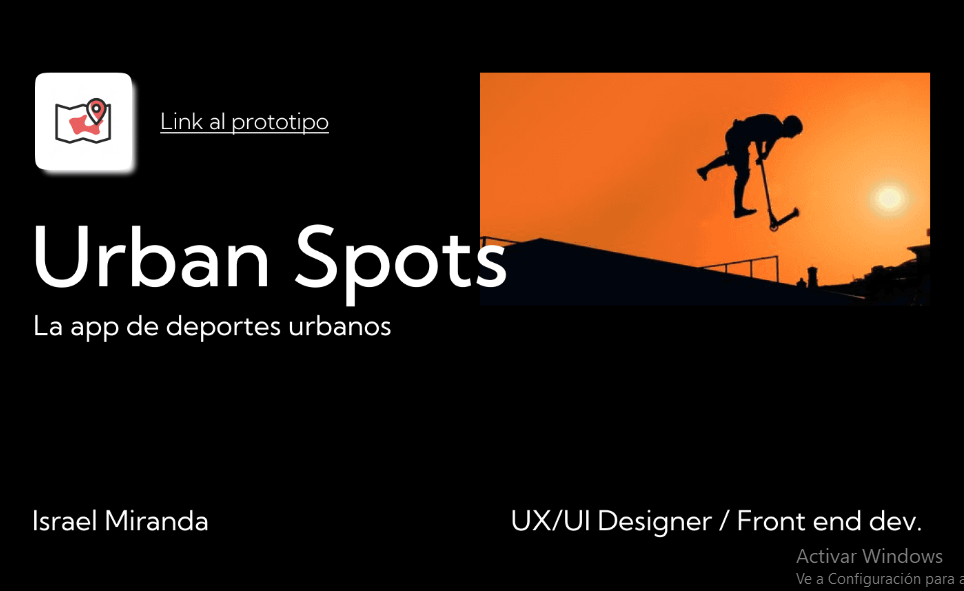 Link al prototipo
Urban Spots
La app de deportes urbanos
Israel Miranda
UX/UI Designer / Front end dev.
Activar Windows
Ve a Configuración para